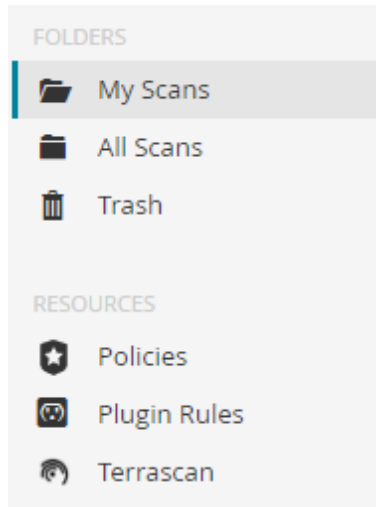 FOLDERS
My Scans
All Scans
Trash
RESOURCES
Policies
Plugin Rules
Terrascan